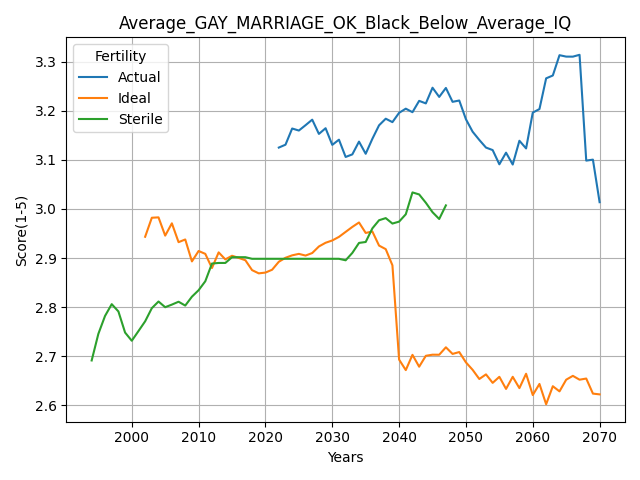 Average_GAY_MARRIAGE_OK_Black_Below_Average_IQ
Fertility
Actual
Ideal
Sterile
Score(1-5)
3.3
3.2
3.1
3.0
2.9
2.8
2.7
2.6
2000 2010 2020 2030 2040 2050 2060 2070
Years